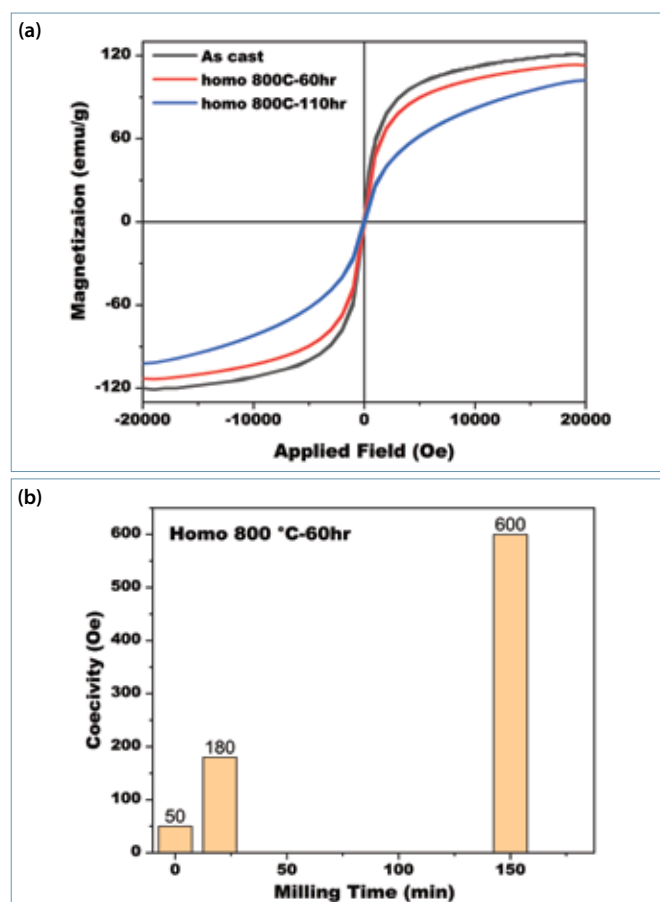 (a)
120
60
0
-60
-120
Magnetizaion (emu/g)
As cast
homo 800C-60hr
homo 800C-110hr
-20000 -10000 0 10000 20000
Applied Field (Oe)
(b)
600
500
400
300
200
100
0
Coecivity (Oe)
Homo 800 °C-60hr
50
180
600
0 50 100 150
Milling Time (min)